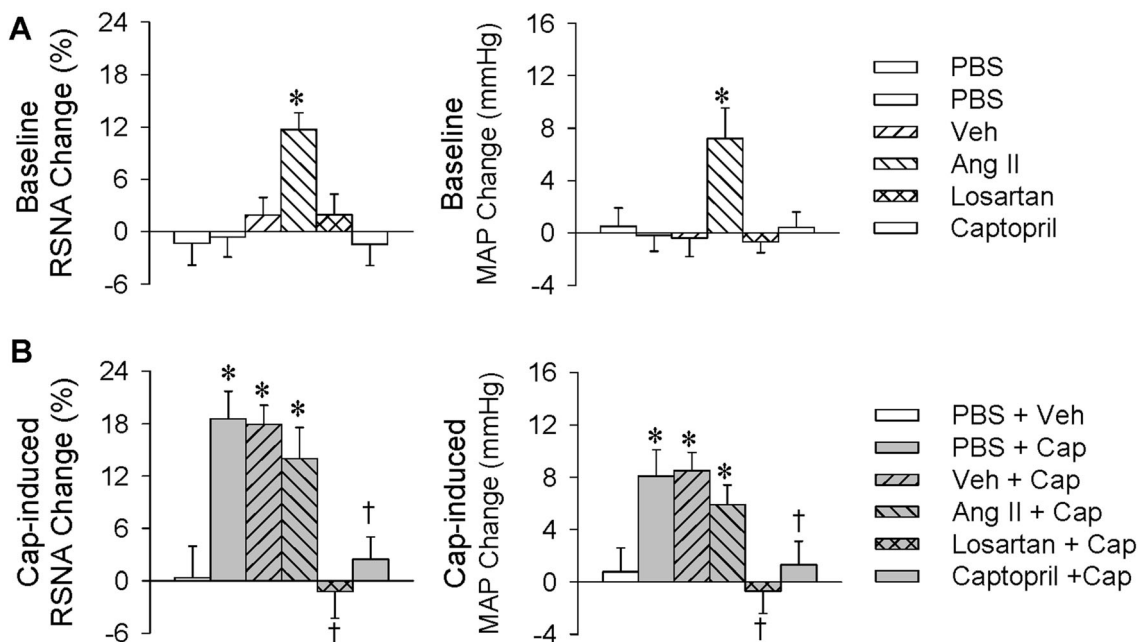 A
Baseline
RSNA Change (%)
24
18
12
6
0
-6
*
Baseline
MAP Change (mmHg)
16
12
8
4
0
-4
*
PBS
PBS
Veh
Ang II
Losartan
Captopril
B
Cap-induced
RSNA Change (%)
24
18
12
6
0
-6
* * *
†
†
Cap-induced
MAP Change (mmHg)
16
12
8
4
0
-4
* * *
†
†
PBS + Veh
PBS + Cap
Veh + Cap
Ang II + Cap
Losartan + Cap
Captopril +Cap